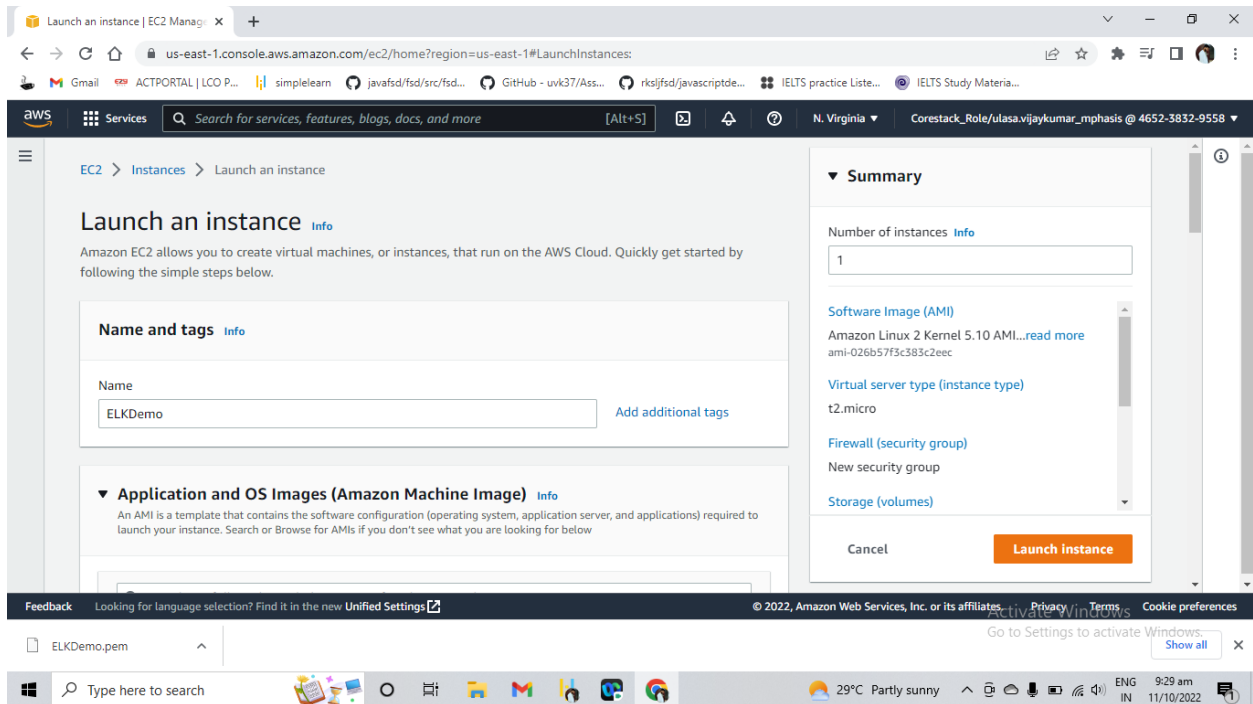 Launch an instance | EC2 Manage
us-east-1.console.aws.amazon.com/ec2/home?region=us-east-1#LaunchInstances:
Gmail
ACTPORTAL | LCO P...
simplelearn
javafsd/fsd/src/fsd...
GitHub - uvk37/Ass...
rksljfsd/javascriptde...
IELTS practice Liste...
IELTS Study Materia...
aws
Services
Search for services, features, blogs, docs, and more
[Alt+S]
N. Virginia
Corestack_Role/ulasa.vijaykumar_mphasis @ 4652-3832-9558
EC2 > Instances > Launch an instance
Launch an instance Info
Amazon EC2 allows you to create virtual machines, or instances, that run on the AWS Cloud. Quickly get started by
following the simple steps below.
Name and tags Info
Name
ELKDemo
Add additional tags
Application and OS Images (Amazon Machine Image) Info
An AMI is a template that contains the software configuration (operating system, application server, and applications) required to
launch your instance. Search or Browse for AMIs if you don't see what you are looking for below
Summary
Number of instances Info
1
Software Image (AMI)
Amazon Linux 2 Kernel 5.10 AMI...read more
ami-026b57f3c383c2eec
Virtual server type (instance type)
t2.micro
Firewall (security group)
New security group
Storage (volumes)
Cancel
Launch instance
Feedback
Looking for language selection? Find it in the new Unified Settings
© 2022, Amazon Web Services, Inc. or its affiliates.
Privacy
Terms
Cookie preferences
Activate Windows
Go to Settings to activate Windows.
ELKDemo.pem
Show all
Type here to search
29°C Partly sunny
ENG
IN
9:29 am
11/10/2022
1